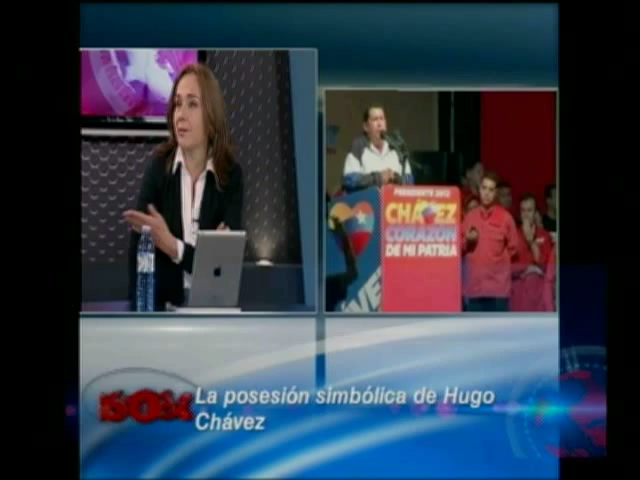 PRESIDENTE 2013
CHÁVEZ
CORAZÓN
DE MI PATRIA
La posesión simbólica de Hugo
Chávez